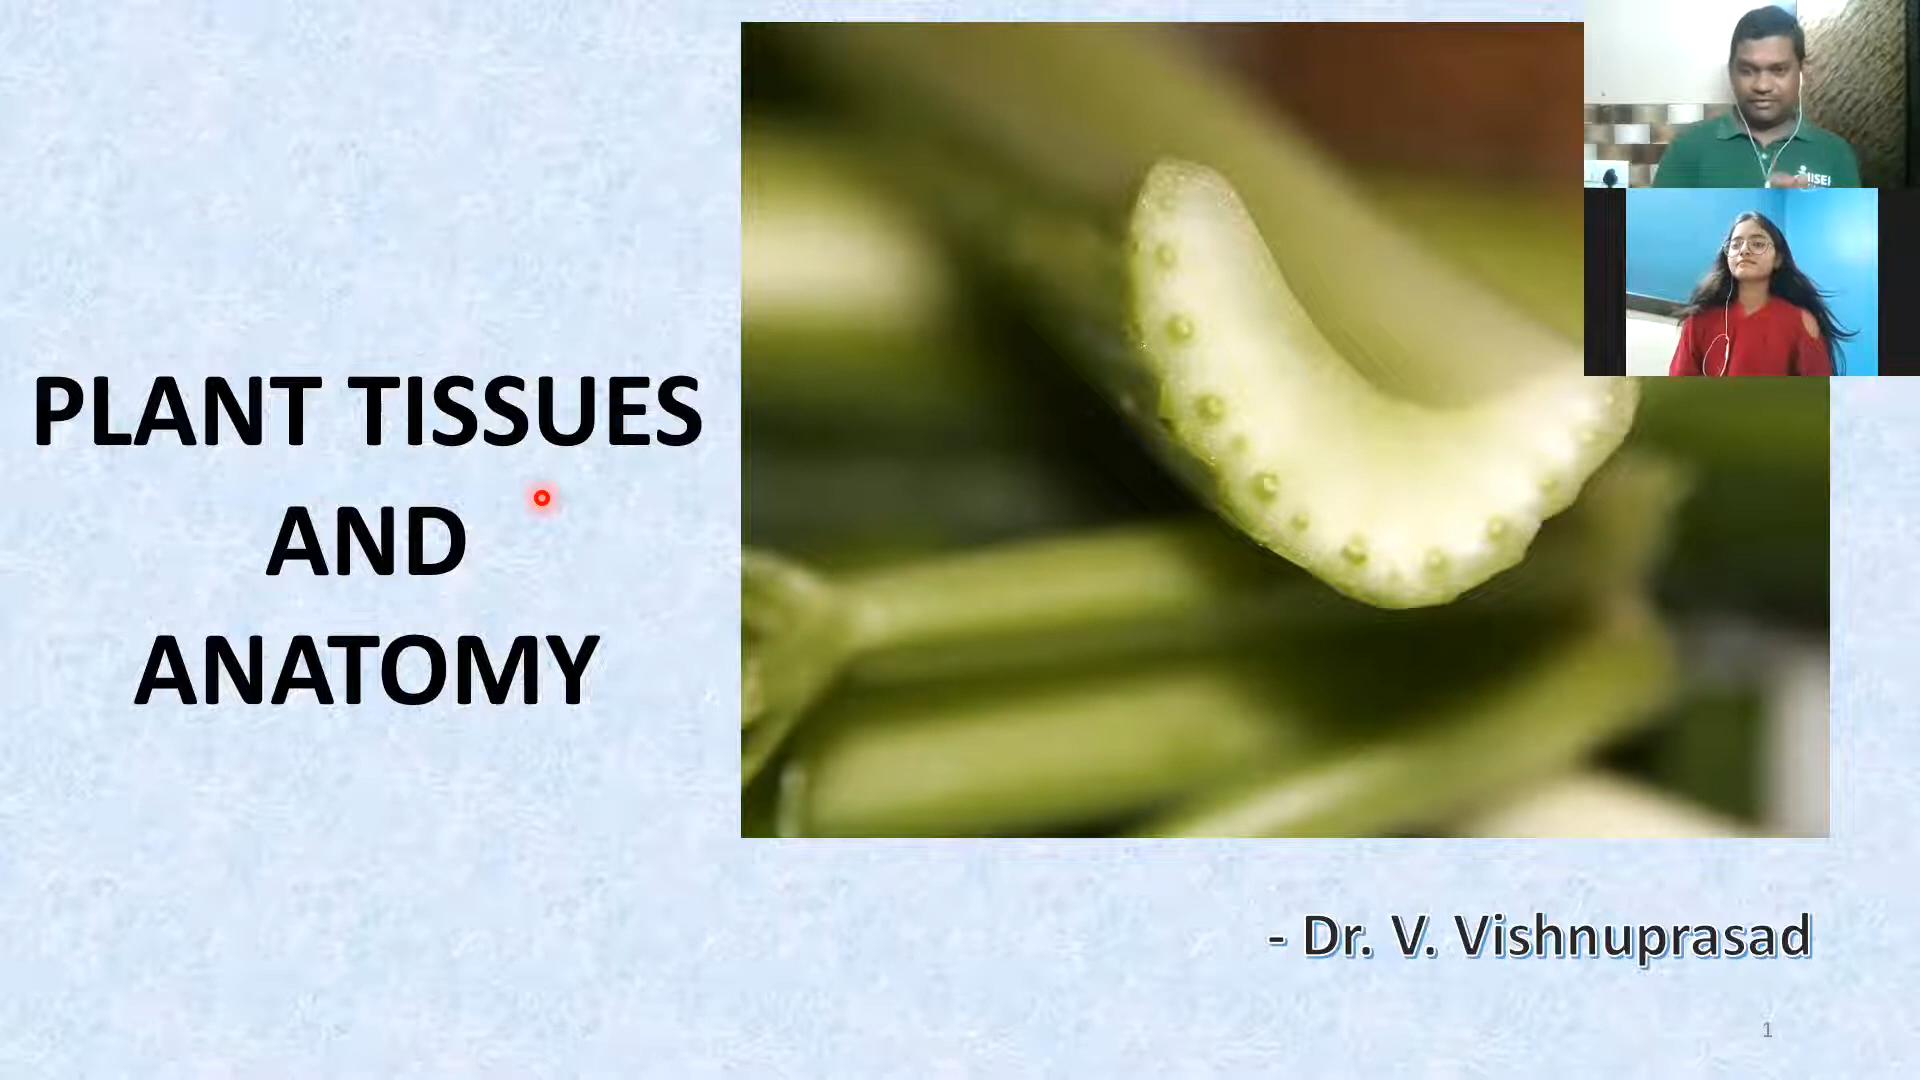 PLANT TISSUES
AND
ANATOMY
- Dr. V. Vishnuprasad
1